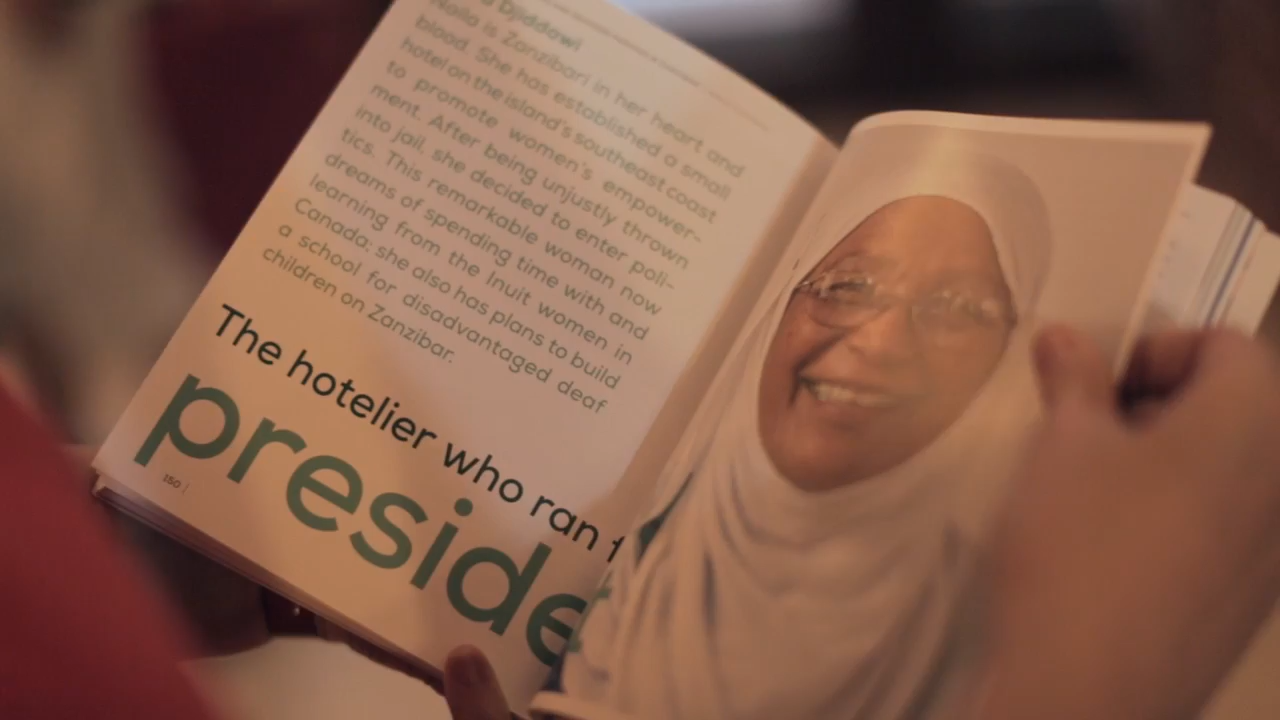 Djiddawi
Naila is Zanzibari in her heart and
blood. She has established a small
hotel on the island's southeast coast
to promote women's empower-
ment. After being unjustly thrown
into jail, she decided to enter poli-
tics. This remarkable woman now
dreams of spending time with and
learning from the Inuit women in
Canada; she also has plans to build
a school for disadvantaged deaf
children on Zanzibar.
The hotelier who ran f
preside
150 |